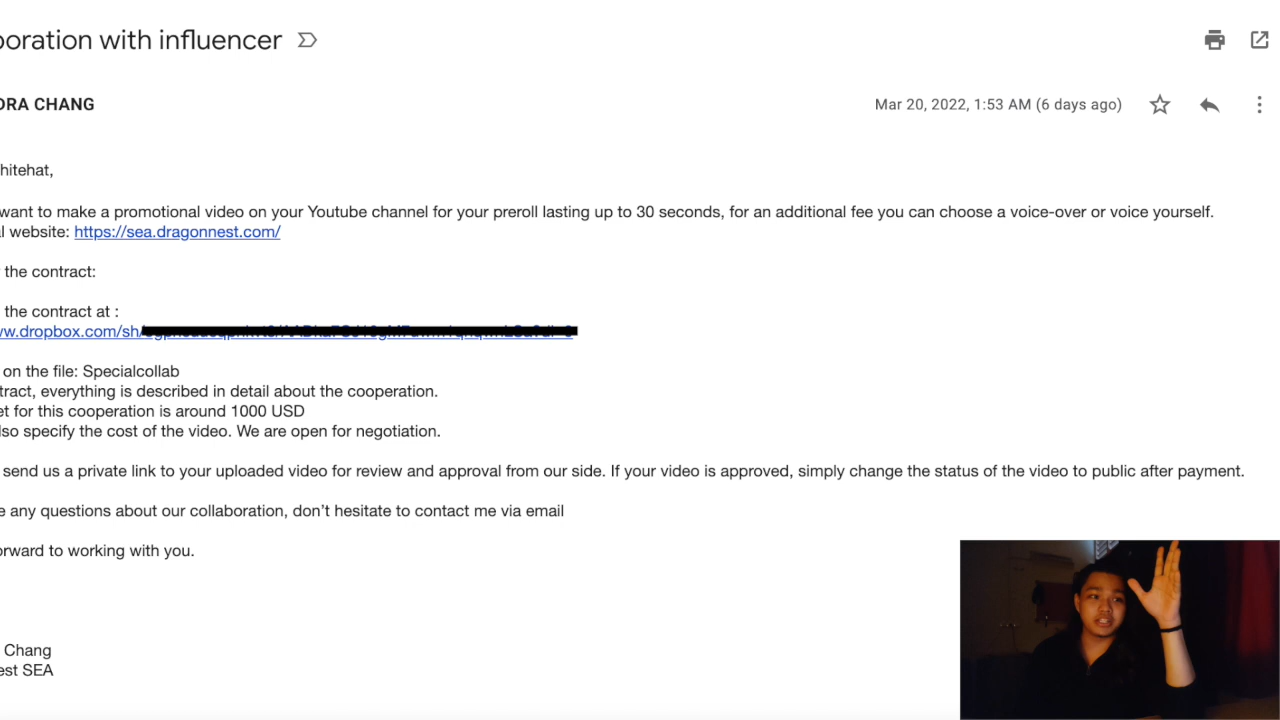 oration with influencer
DRA CHANG
Mar 20, 2022, 1:53 AM (6 days ago)
hitehat,
want to make a promotional video on your Youtube channel for your preroll lasting up to 30 seconds, for an additional fee you can choose a voice-over or voice yourself.
l website: https://sea.dragonnest.com/
the contract:
the contract at :
w.dropbox.com/sh/
on the file: Specialcollab
tract, everything is described in detail about the cooperation.
et for this cooperation is around 1000 USD
lso specify the cost of the video. We are open for negotiation.
send us a private link to your uploaded video for review and approval from our side. If your video is approved, simply change the status of the video to public after payment.
e any questions about our collaboration, don't hesitate to contact me via email
orward to working with you.
Chang
est SEA